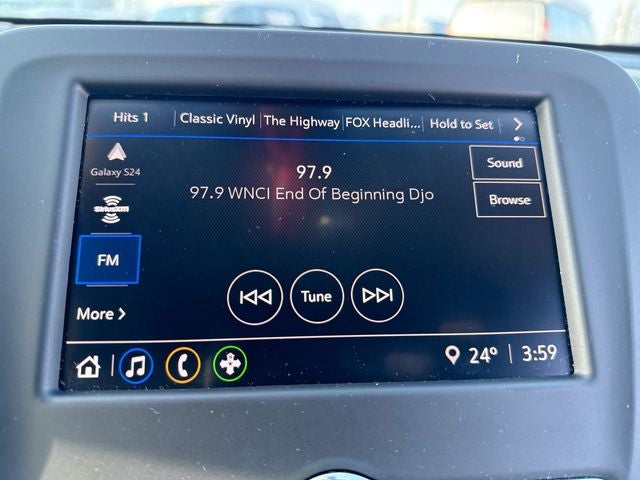 Hits 1 Classic Vinyl The Highway FOX Headli... Hold to Set
Galaxy S24
97.9
97.9 WNCI End Of Beginning Djo
Sound
SiriusXM
Browse
FM
Tune
More
24° 3:59